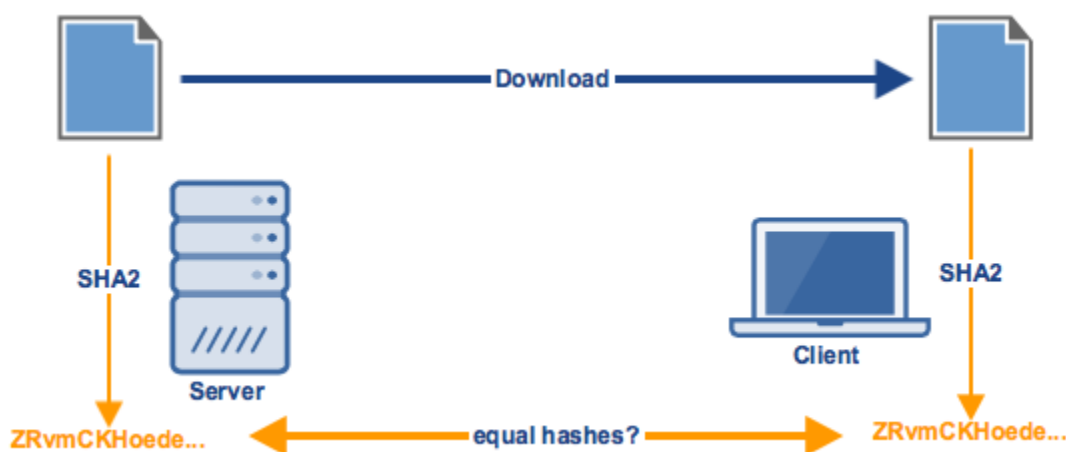 Download
SHA2
SHA2
Client
Server
ZRvmCKHoede...
equal hashes?
ZRvmCKHoede...